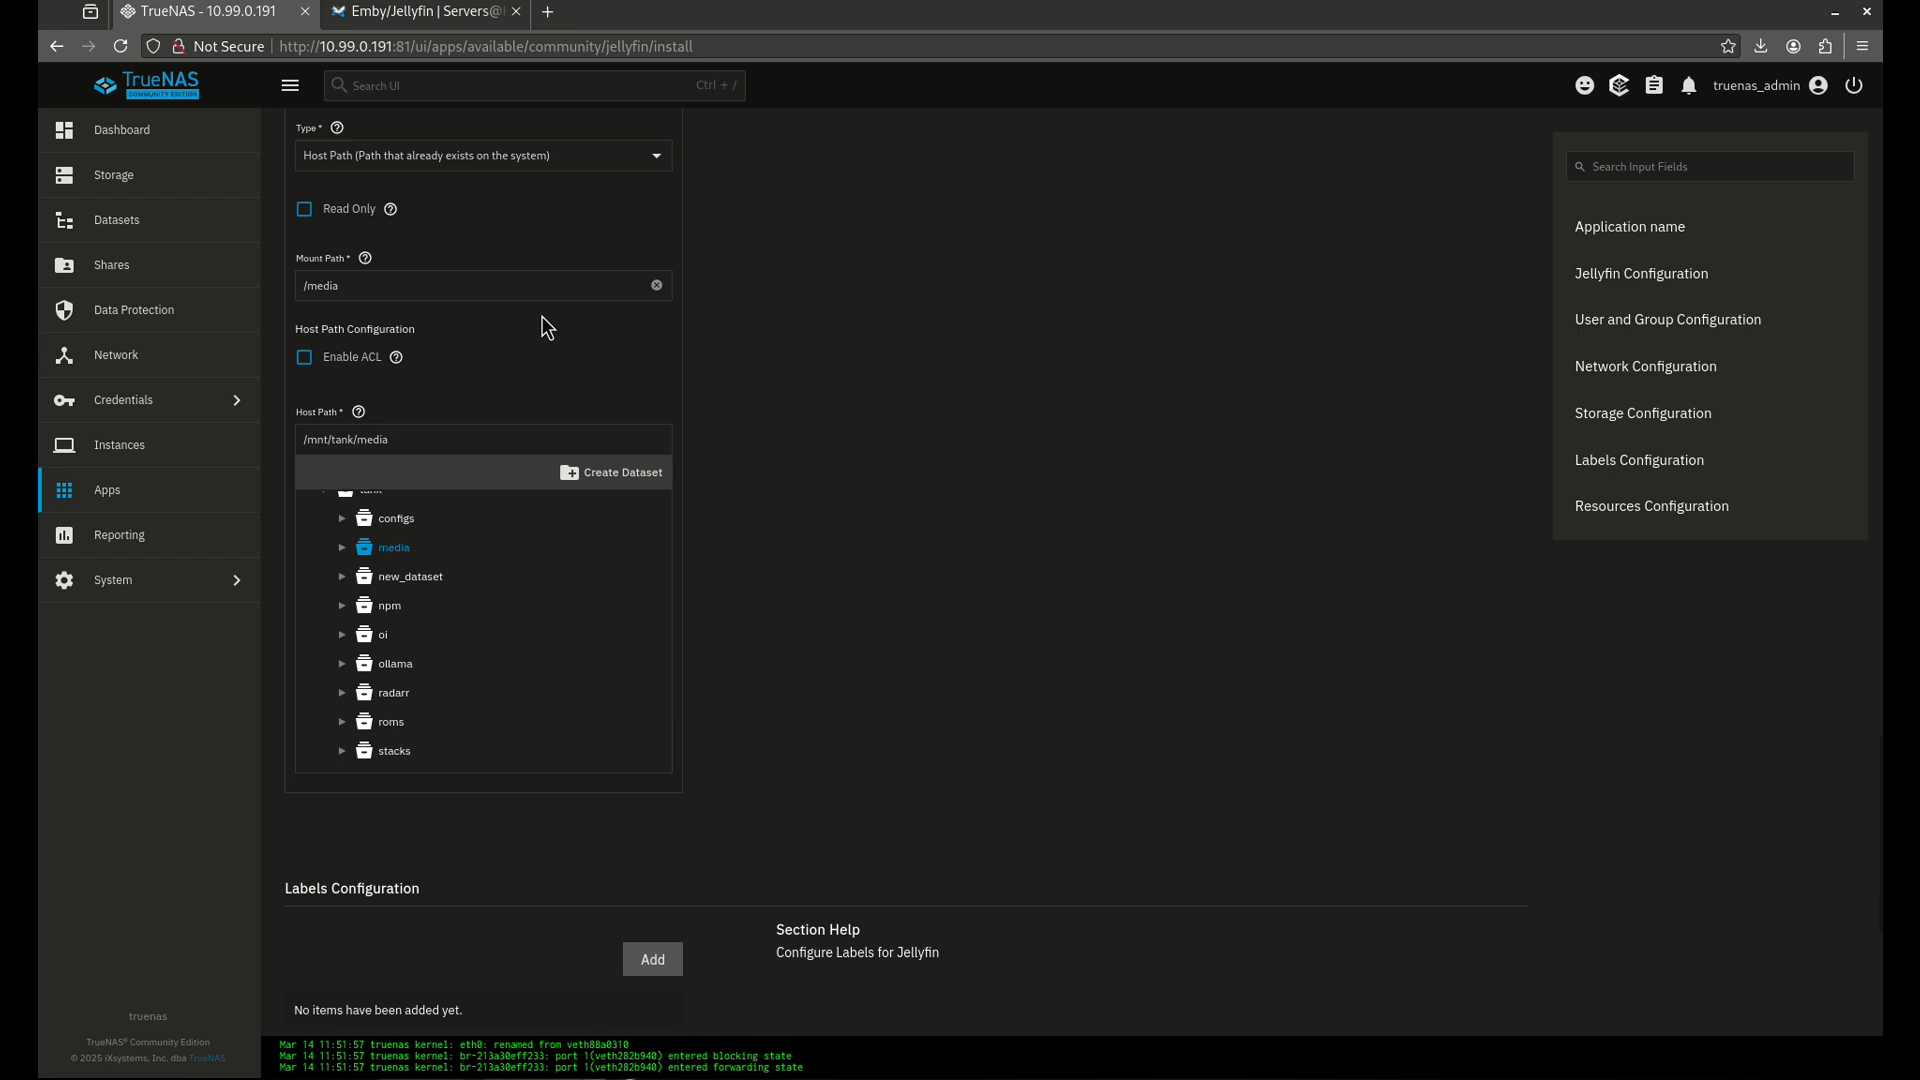 TrueNAS - 10.99.0.191
Emby/Jellyfin | Servers@
Not Secure
http://10.99.0.191:81/ui/apps/available/community/jellyfin/install
TrueNAS
COMMUNITY EDITION
Search UI
Ctrl + /
truenas_admin
Dashboard
Storage
Datasets
Shares
Data Protection
Network
Credentials
Instances
Apps
Reporting
System
truenas
TrueNAS® Community Edition
© 2025 iXsystems, Inc. dba TrueNAS
Type *
Host Path (Path that already exists on the system)
Read Only
Mount Path *
/media
Host Path Configuration
Enable ACL
Host Path *
/mnt/tank/media
Create Dataset
tank
configs
media
new_dataset
npm
oi
ollama
radarr
roms
stacks
Labels Configuration
Add
No items have been added yet.
Section Help
Configure Labels for Jellyfin
Search Input Fields
Application name
Jellyfin Configuration
User and Group Configuration
Network Configuration
Storage Configuration
Labels Configuration
Resources Configuration
Mar 14 11:51:57 truenas kernel: eth0: renamed from veth88a0310
Mar 14 11:51:57 truenas kernel: br-213a30eff233: port 1(veth282b940) entered blocking state
Mar 14 11:51:57 truenas kernel: br-213a30eff233: port 1(veth282b940) entered forwarding state